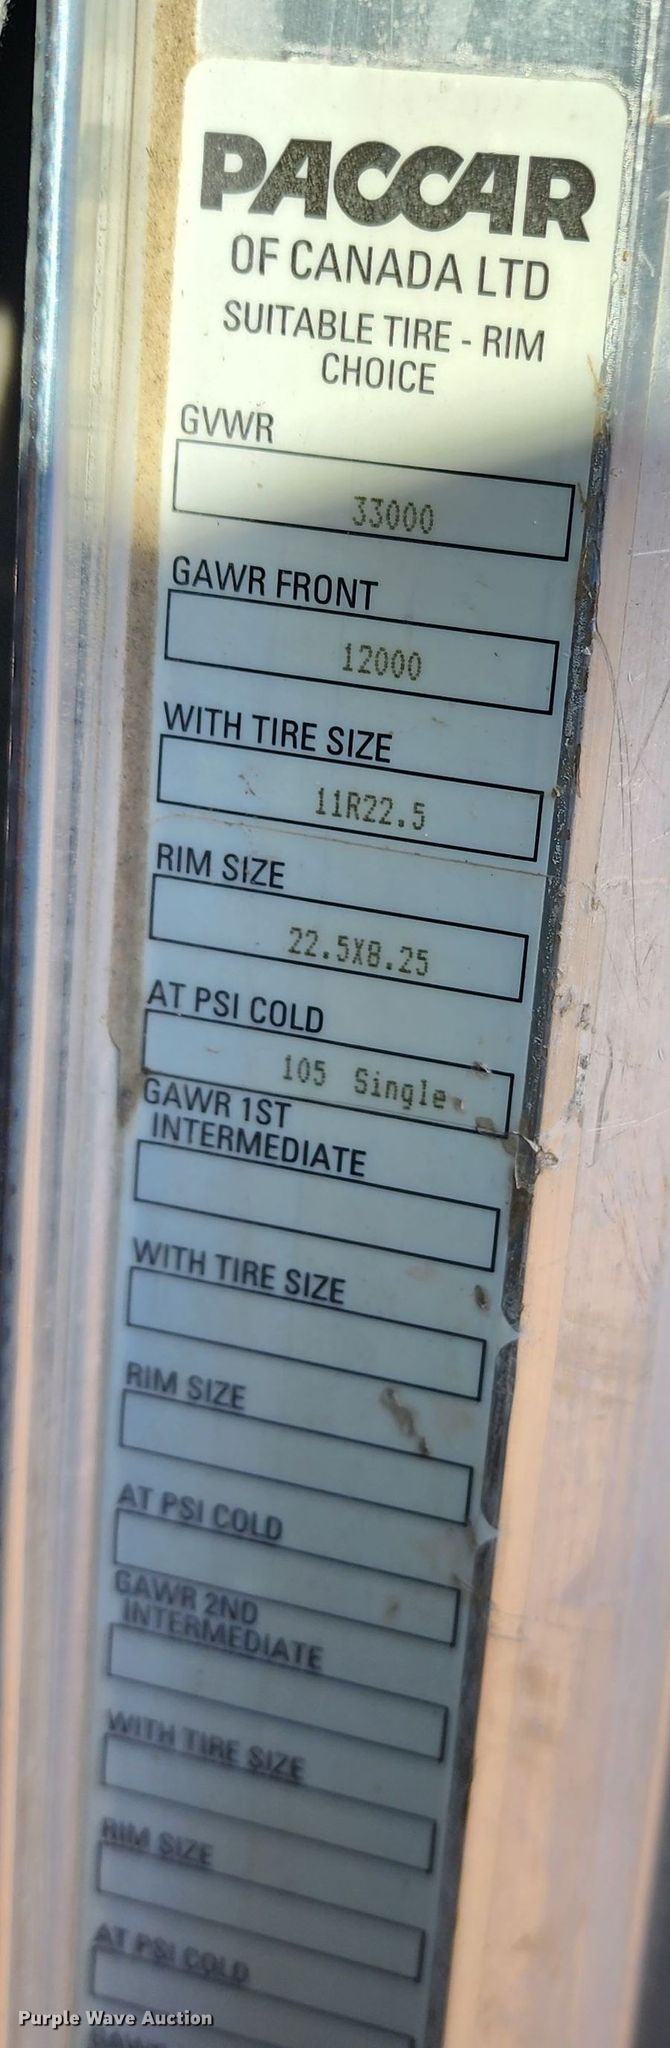 PACCAR
OF CANADA LTD
SUITABLE TIRE - RIM
CHOICE
GVWR
33000
GAWR FRONT
12000
WITH TIRE SIZE
11R22.5
RIM SIZE
22.5X8.25
AT PSI COLD
105 Single
GAWR 1ST
INTERMEDIATE
WITH TIRE SIZE
RIM SIZE
AT PSI COLD
GAWR 2ND
INTERMEDIATE
WITH TIRE SIZE
RIM SIZE
AT PSI COLD
Purple Wave Auction